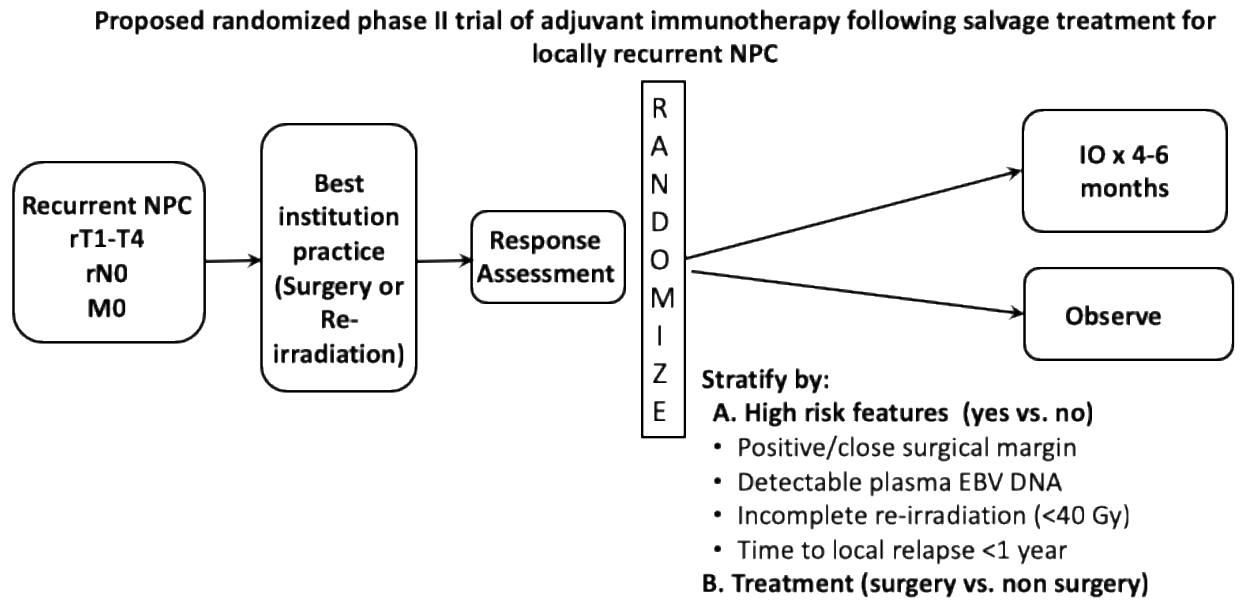 Proposed randomized phase II trial of adjuvant immunotherapy following salvage treatment for
locally recurrent NPC
Recurrent NPC
rT1-T4
rN0
M0
Best
institution
practice
(Surgery or
Re-
irradiation)
Response
Assessment
R
A
N
D
O
M
I
Z
E
IO x 4-6
months
Observe
Stratify by:
A. High risk features (yes vs. no)
• Positive/close surgical margin
• Detectable plasma EBV DNA
• Incomplete re-irradiation (<40 Gy)
• Time to local relapse <1 year
B. Treatment (surgery vs. non surgery)